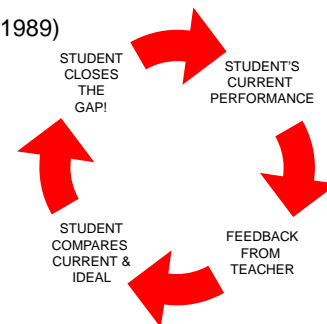 1989)
STUDENT
CLOSES
THE
GAP!
STUDENT'S
CURRENT
PERFORMANCE
FEEDBACK
FROM
TEACHER
STUDENT
COMPARES
CURRENT &
IDEAL